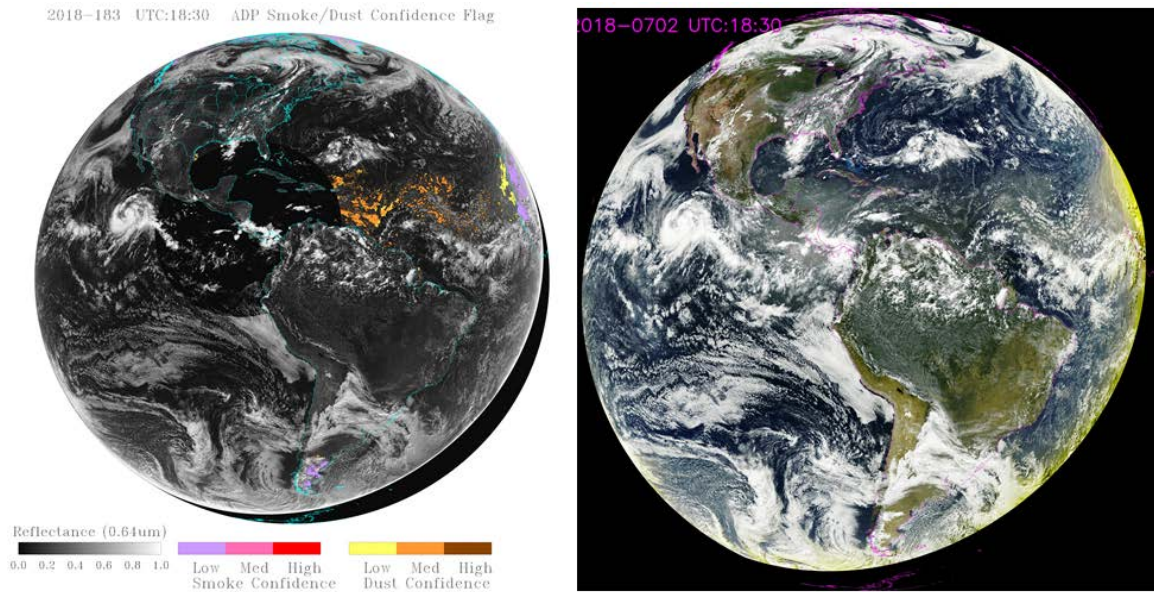 2018-183 UTC:18:30 ADP Smoke/Dust Confidence Flag
2018-0702 UTC:18:30
Reflectance (0.64um)
0.0 0.2 0.4 0.6 0.8 1.0
Low Med High
Smoke Confidence
Low Med High
Dust Confidence